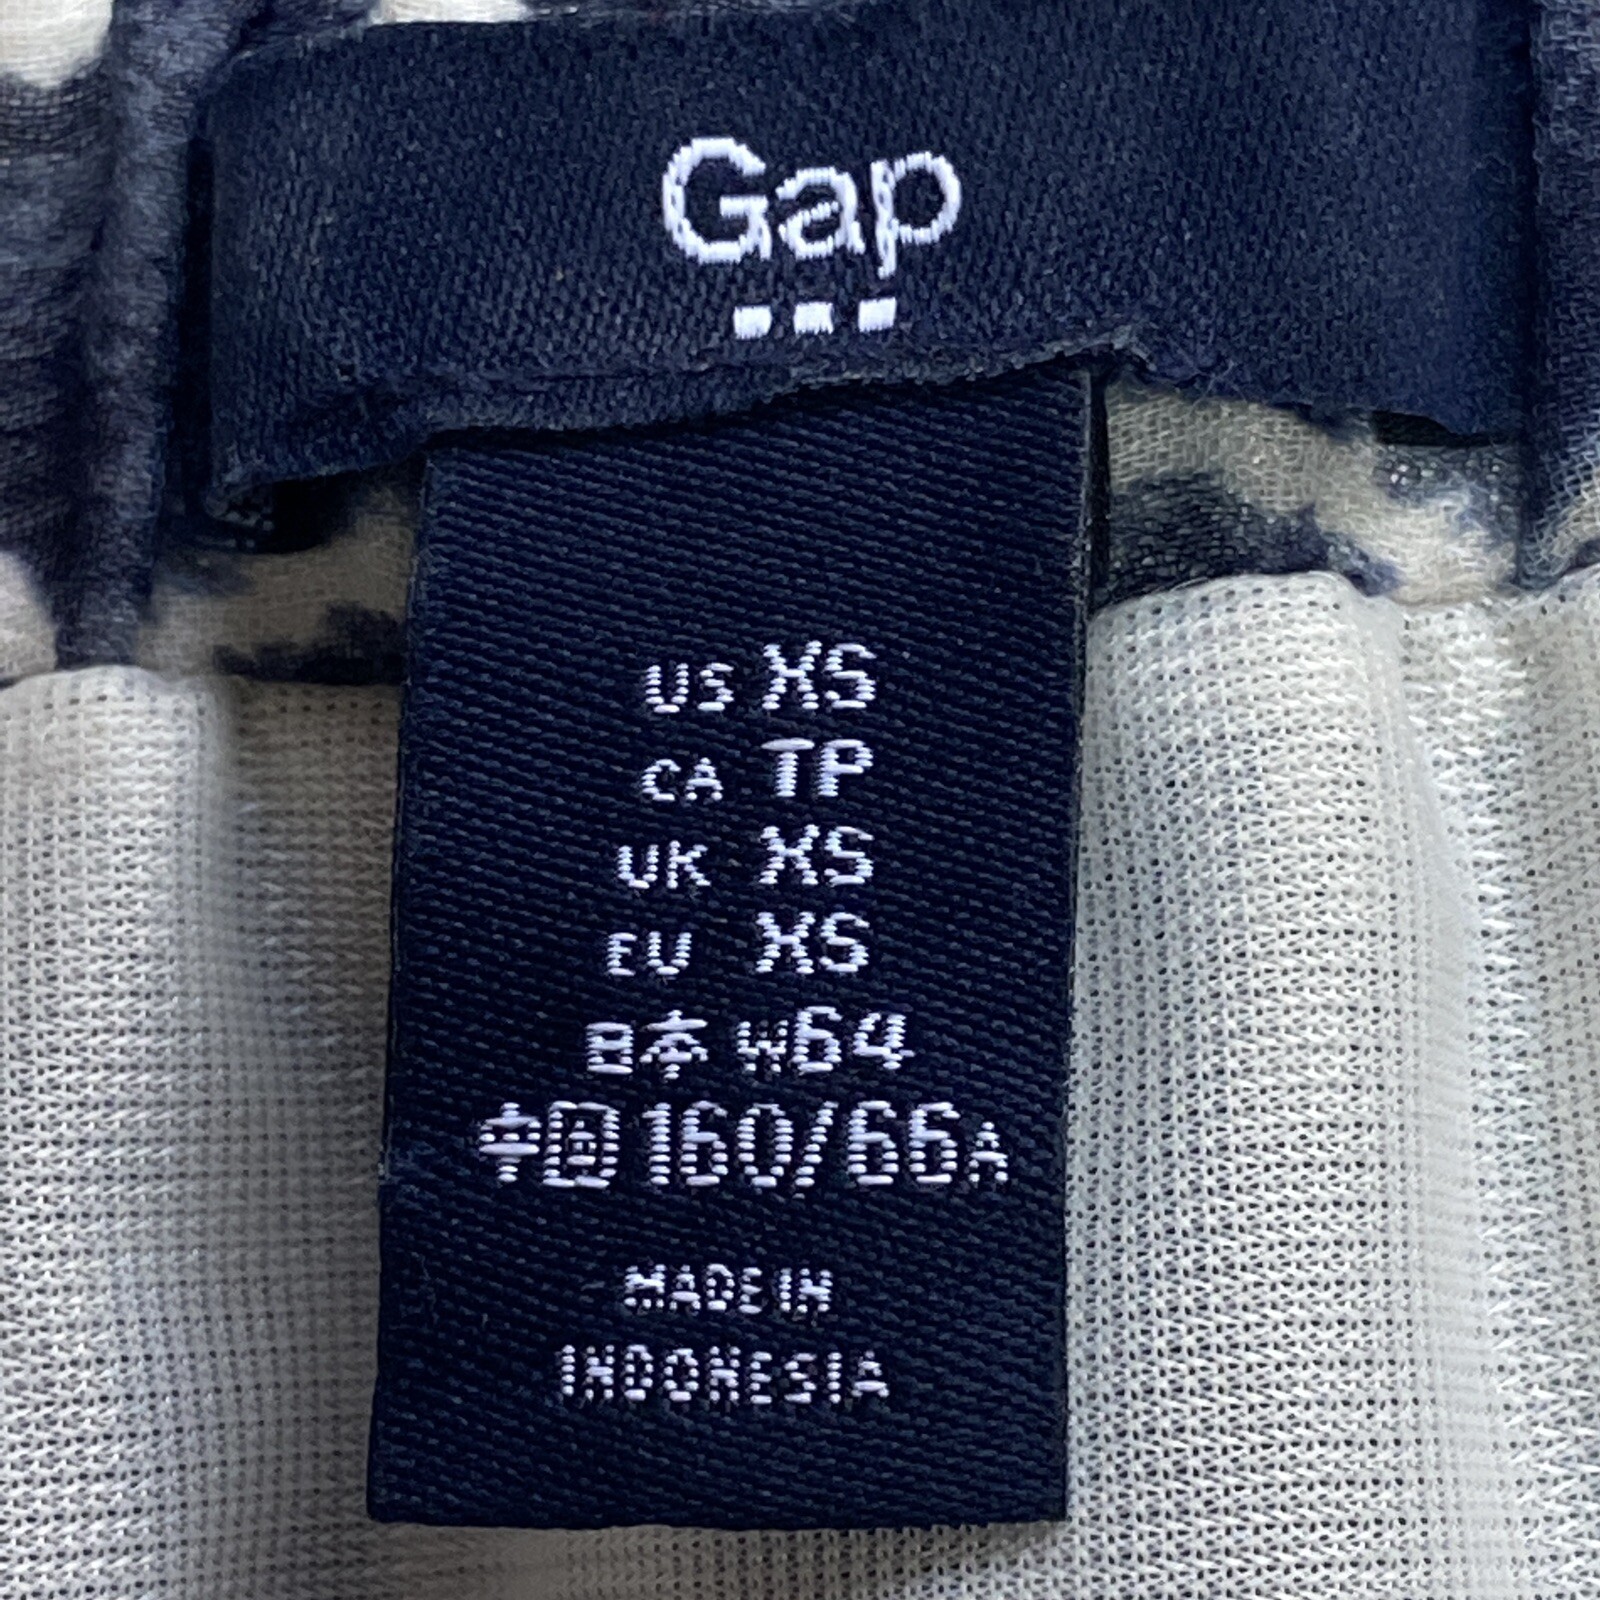 Gap
US XS
CA TP
UK XS
EU XS
日本 W64
中国 160/66A
MADE IN
INDONESIA